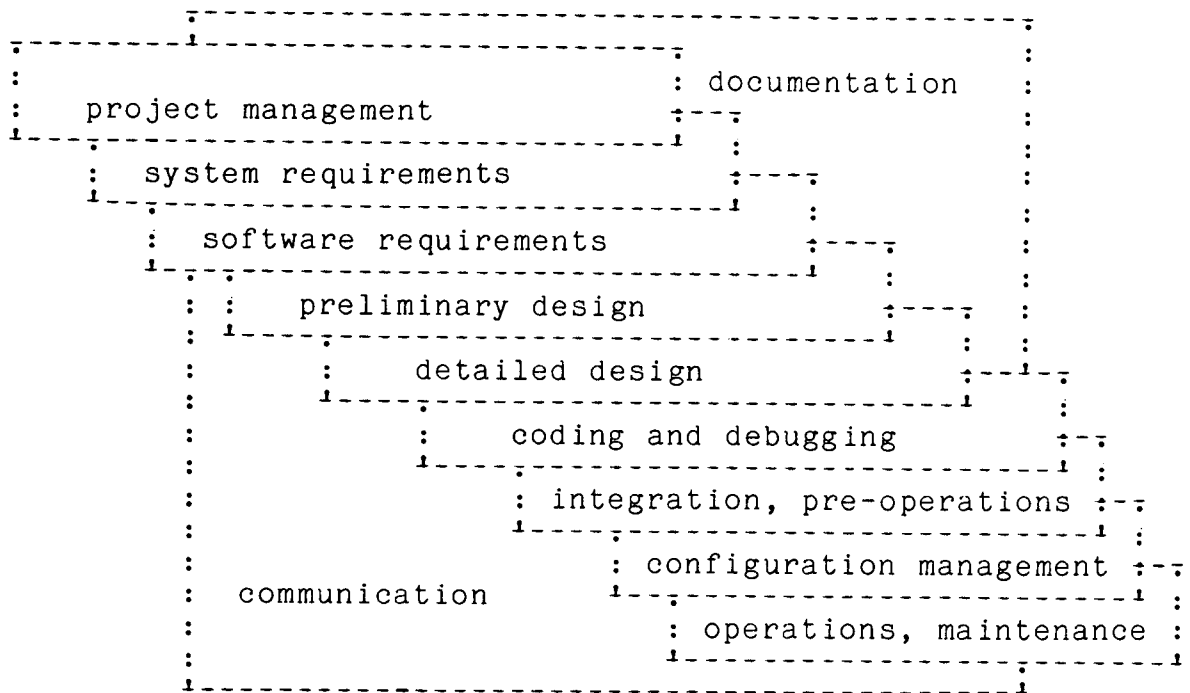 documentation
project management
system requirements
software requirements
preliminary design
detailed design
coding and debugging
integration, pre-operations
configuration management
communication
operations, maintenance